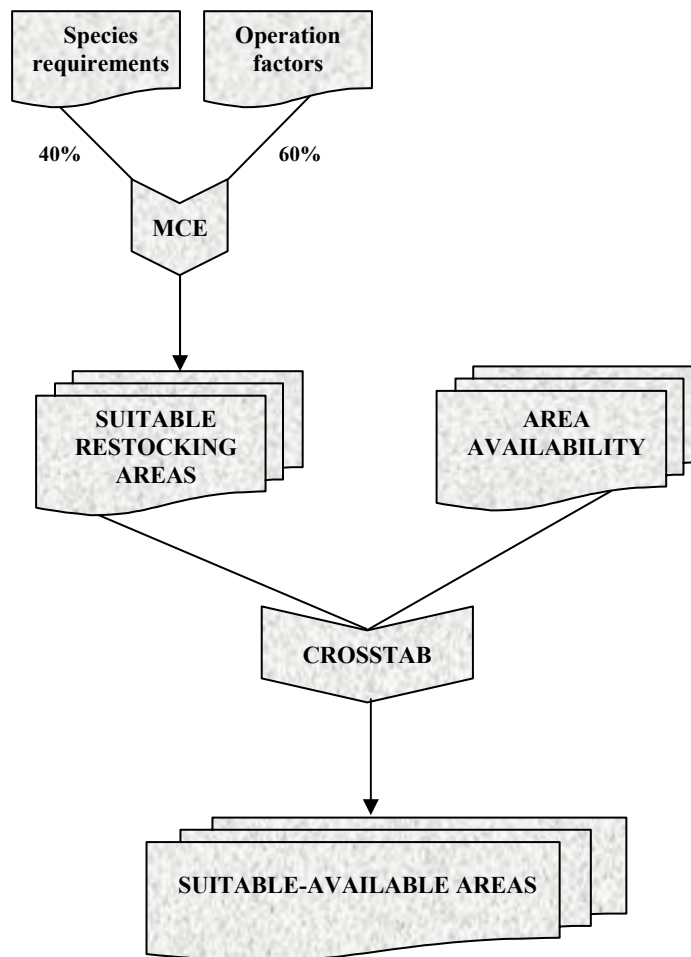 Species
requirements
Operation
factors
40%
60%
MCE
SUITABLE
RESTOCKING
AREAS
AREA
AVAILABILITY
CROSSTAB
SUITABLE-AVAILABLE AREAS